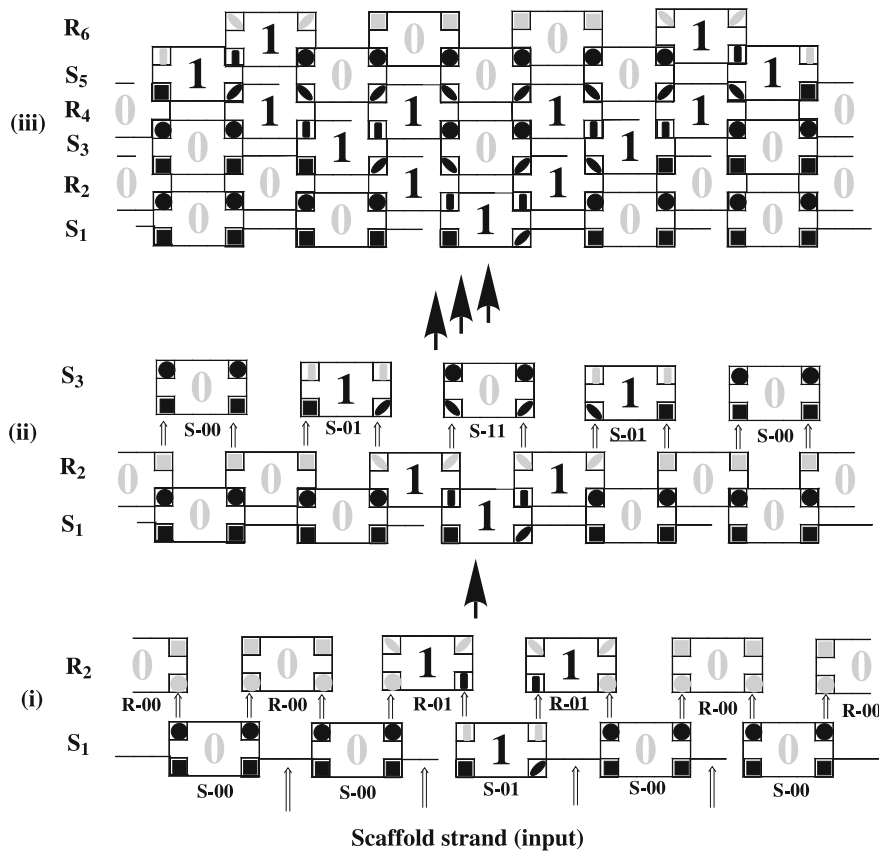 R6 1 0 0 1
S5 1 0 0 0 1
R4 0 1 1 1 1 0
(iii)
S3 0 1 0 1 0
R2 0 0 1 1 0 0
S1 0 0 1 0 0
S3 0 1 0 1 0
(ii)
S-00 S-01 S-11 S-01 S-00
R2 0 0 1 1 0 0
S1 0 0 1 0 0
R2 0 0 1 1 0 0
(i)
R-00 R-00 R-01 R-01 R-00 R-00
S1 0 0 1 0 0
S-00 S-00 S-01 S-00 S-00
Scaffold strand (input)